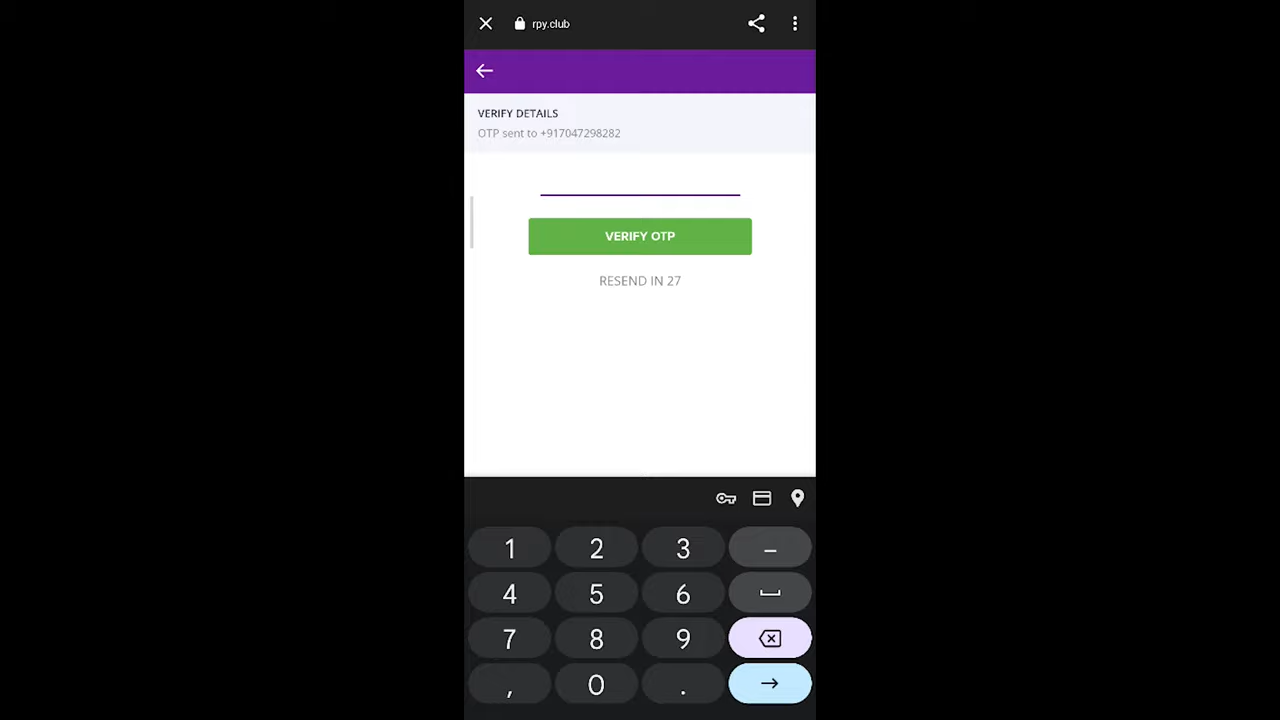 rpy.club
VERIFY DETAILS
OTP sent to +917047298282
VERIFY OTP
RESEND IN 27
1 2 3 –
4 5 6
7 8 9
, 0 .